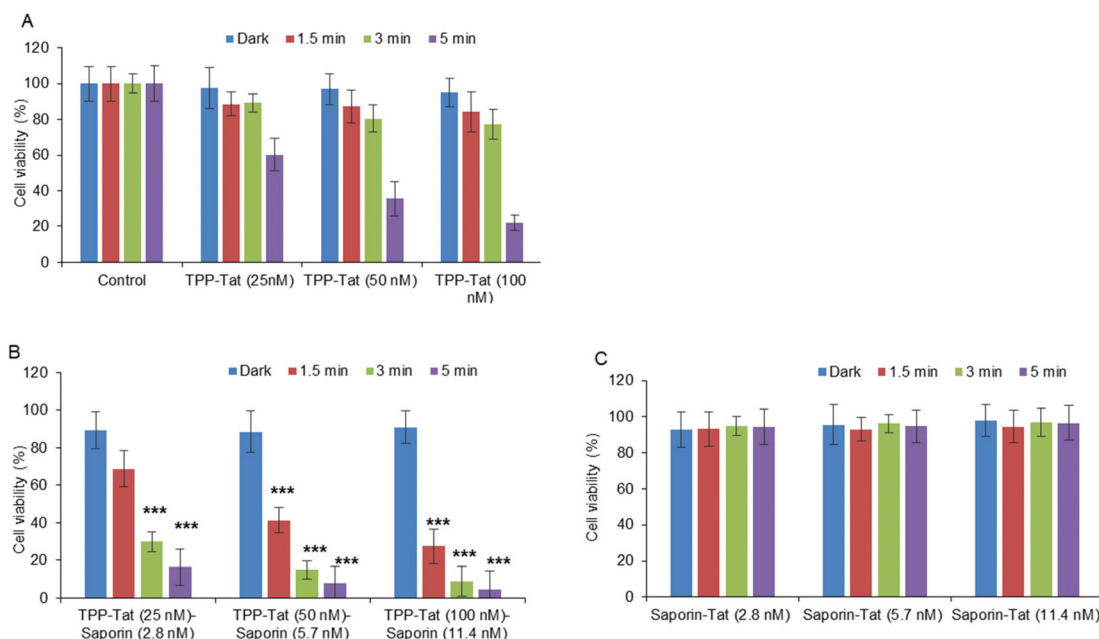 A
Dark 1.5 min 3 min 5 min
120
100
80
60
40
20
0
Cell viability (%)
Control TPP-Tat (25nM) TPP-Tat (50 nM) TPP-Tat (100
nM)
B
Dark 1.5 min 3 min 5 min
120
100
80
60
40
20
0
Cell viability (%)
*** *** *** *** *** *** *** ***
TPP-Tat (25 nM)- TPP-Tat (50 nM)- TPP-Tat (100 nM)-
Saporin (2.8 nM) Saporin (5.7 nM) Saporin (11.4 nM)
C
Dark 1.5 min 3 min 5 min
120
100
80
60
40
20
0
Cell viability (%)
Saporin-Tat (2.8 nM) Saporin-Tat (5.7 nM) Saporin-Tat (11.4 nM)